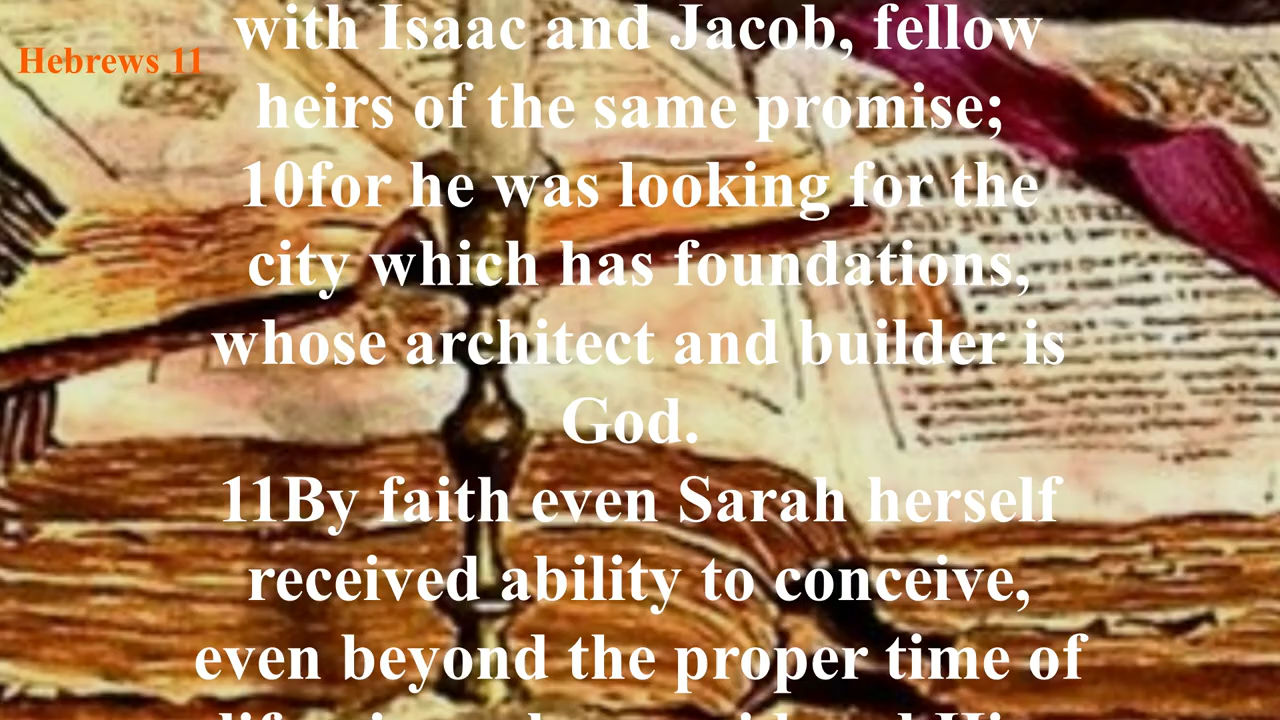 Hebrews 11
with Isaac and Jacob, fellow
heirs of the same promise;
10for he was looking for the
city which has foundations,
whose architect and builder is
God.
11By faith even Sarah herself
received ability to conceive,
even beyond the proper time of